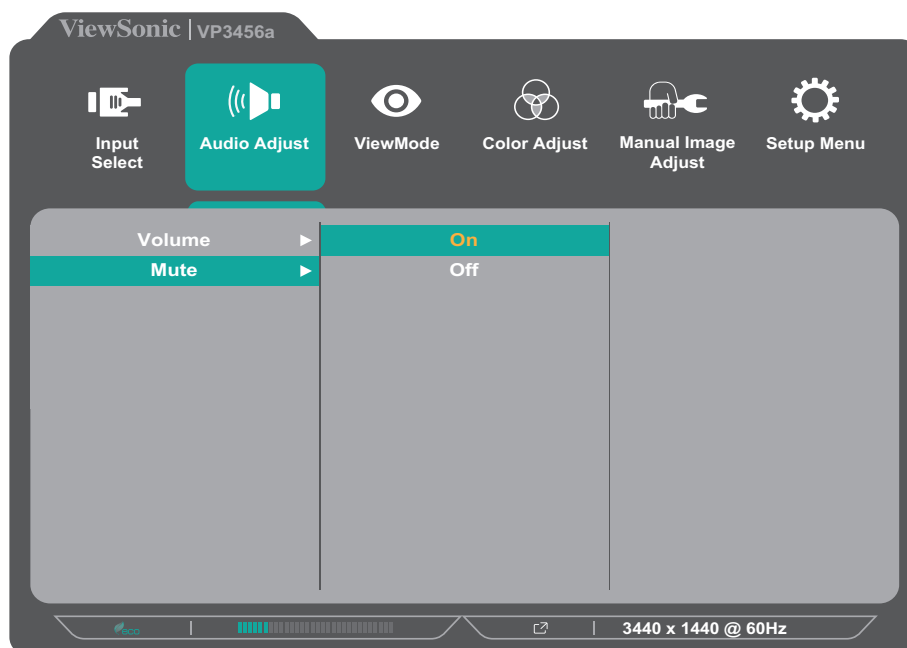 ViewSonic | VP3456a
Input Select
Audio Adjust
ViewMode
Color Adjust
Manual Image Adjust
Setup Menu
Volume
On
Mute
Off
eco
3440 x 1440 @ 60Hz